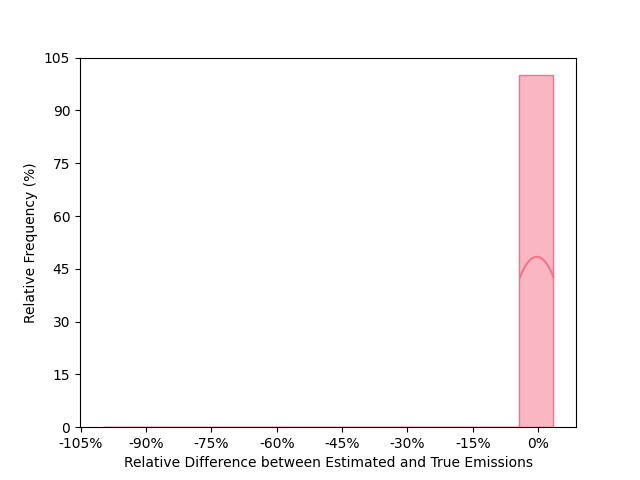 105
90
75
60
45
30
15
0
Relative Frequency (%)
-105% -90% -75% -60% -45% -30% -15% 0%
Relative Difference between Estimated and True Emissions